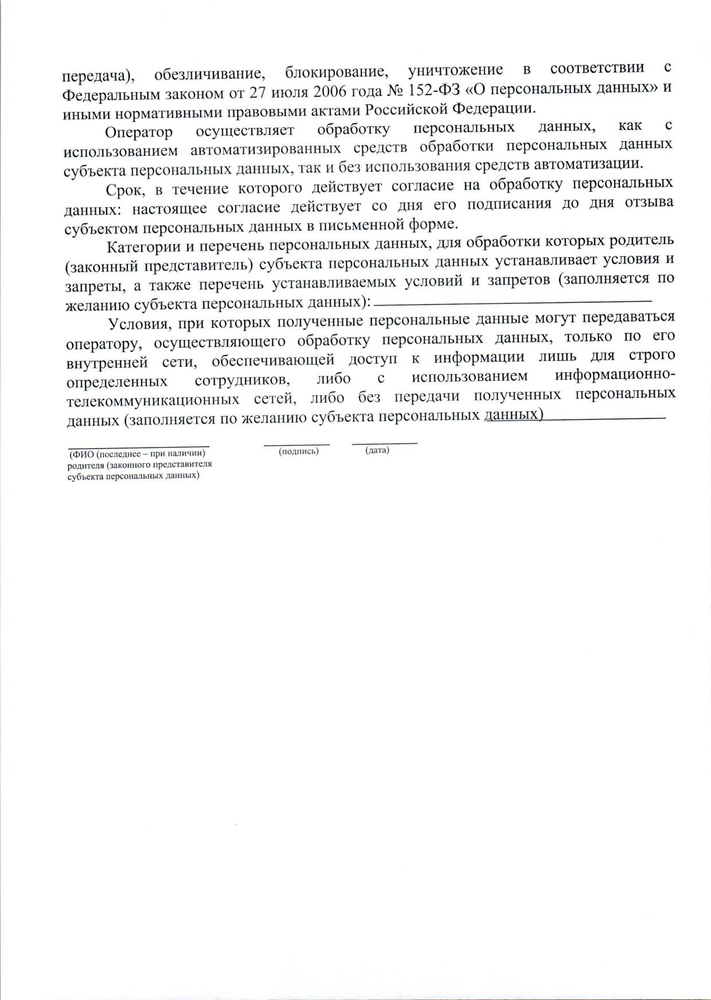 передача), обезличивание, блокирование, уничтожение в соответствии с
Федеральным законом от 27 июля 2006 года № 152-ФЗ «О персональных данных» и
иными нормативными правовыми актами Российской Федерации.
Оператор осуществляет обработку персональных данных, как с
использованием автоматизированных средств обработки персональных данных
субъекта персональных данных, так и без использования средств автоматизации.
Срок, в течение которого действует согласие на обработку персональных
данных: настоящее согласие действует со дня его подписания до дня отзыва
субъектом персональных данных в письменной форме.
Категории и перечень персональных данных, для обработки которых родитель
(законный представитель) субъекта персональных данных устанавливает условия и
запреты, а также перечень устанавливаемых условий и запретов (заполняется по
желанию субъекта персональных данных):
Условия, при которых полученные персональные данные могут передаваться
оператору, осуществляющего обработку персональных данных, только по его
внутренней сети, обеспечивающей доступ к информации лишь для строго
определенных сотрудников, либо с использованием информационно-
телекоммуникационных сетей, либо без передачи полученных персональных
данных (заполняется по желанию субъекта персональных данных)
(ФИО (последнее – при наличии) (подпись) (дата)
родителя (законного представителя
субъекта персональных данных)